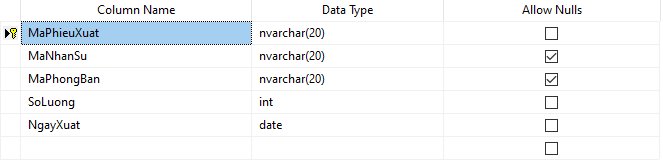 Column Name Data Type Allow Nulls
MaPhieuXuat nvarchar(20)
MaNhanSu nvarchar(20)
MaPhongBan nvarchar(20)
SoLuong int
NgayXuat date